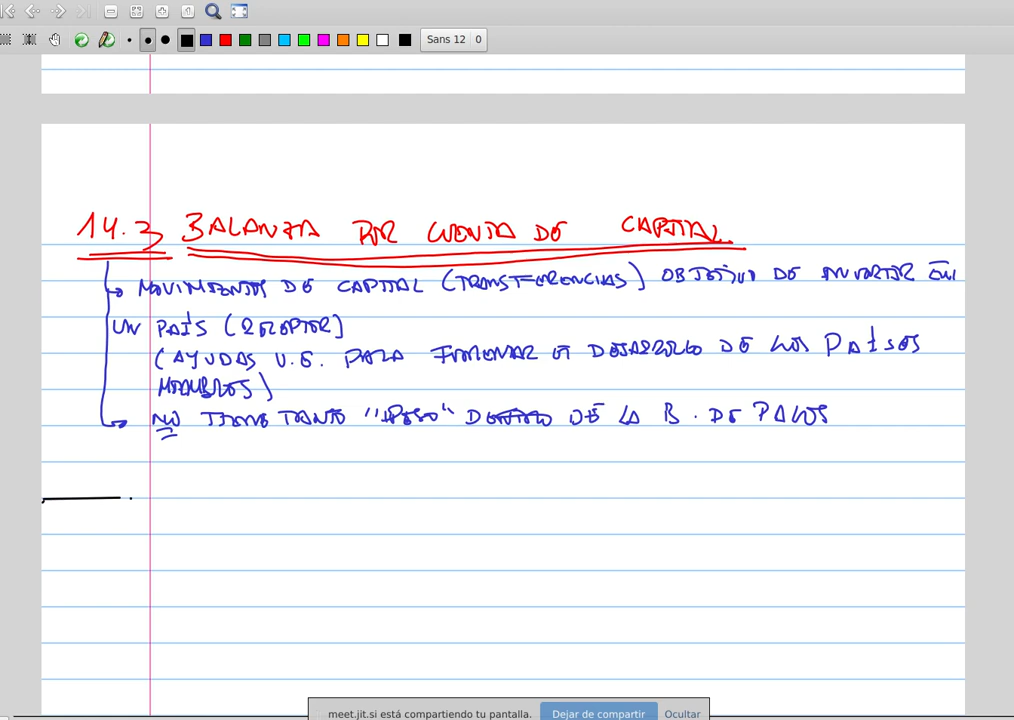 Sans 12 0
14.3 BALANZA POR CUENTA DE CAPITAL
MOVIMIENTOS DE CAPITAL (TRANSFERENCIAS) OBJETIVO DE INVERTIR EN
UN PAÍS (RECEPTOR)
(AYUDAS U.E. PARA FOMENTAR EL DESARROLLO DE LOS PAÍSES
MIEMBROS)
NO TIENE TANTO "PESO" DENTRO DE LA B. DE PAGOS
meet.jit.si está compartiendo tu pantalla. Dejar de compartir Ocultar